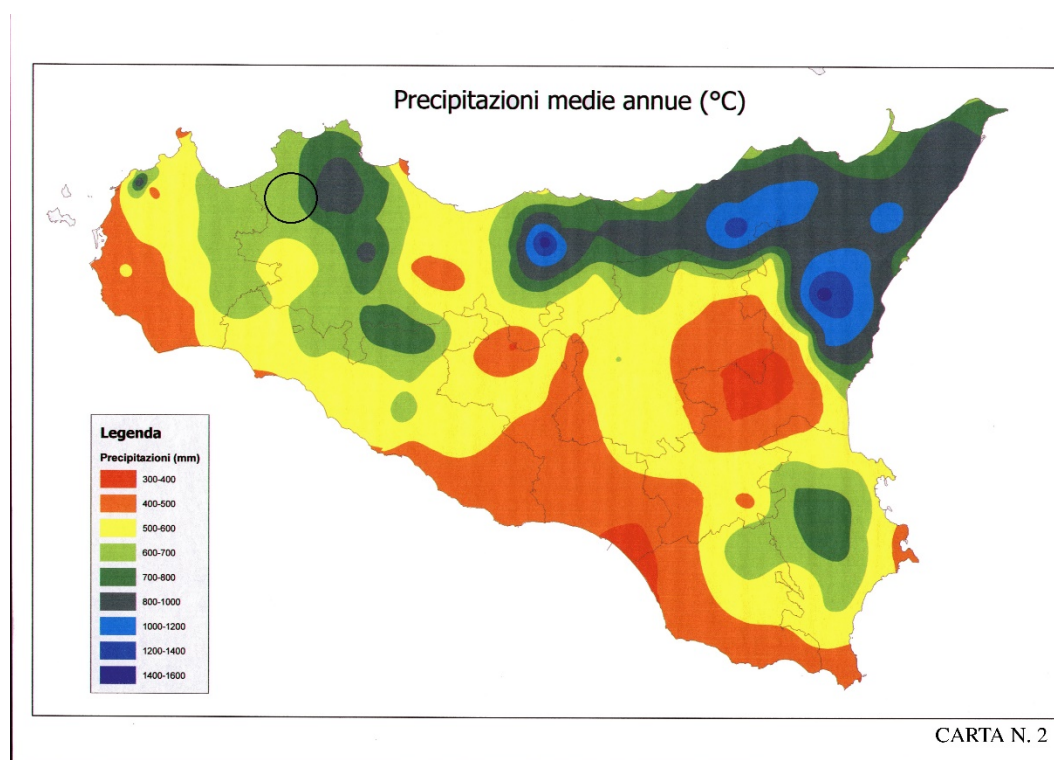 Precipitazioni medie annue (°C)
Legenda
Precipitazioni (mm)
300-400
400-500
500-600
600-700
700-800
800-1000
1000-1200
1200-1400
1400-1600
CARTA N. 2